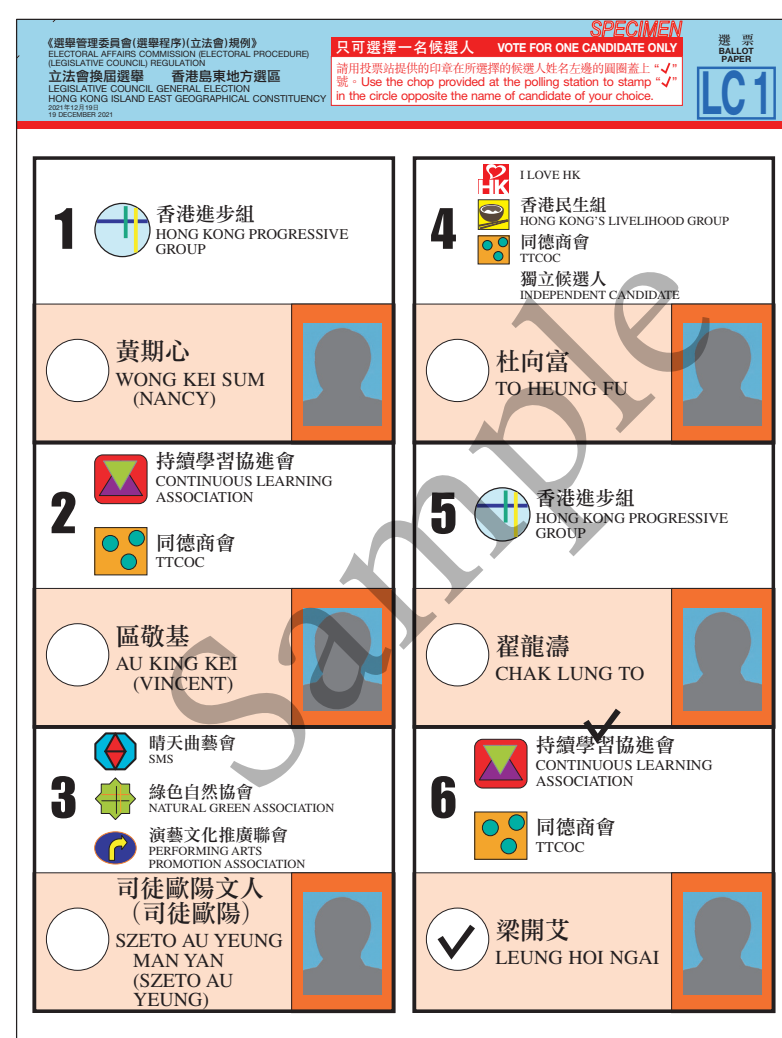 《選舉管理委員會(選舉程序)(立法會)規例》
ELECTORAL AFFAIRS COMMISSION (ELECTORAL PROCEDURE)
(LEGISLATIVE COUNCIL) REGULATION
立法會換屆選舉 香港島東地方選區
LEGISLATIVE COUNCIL GENERAL ELECTION
HONG KONG ISLAND EAST GEOGRAPHICAL CONSTITUENCY
2021年12月19日
19 DECEMBER 2021
SPECIMEN
只可選擇一名候選人 VOTE FOR ONE CANDIDATE ONLY
請用投票站提供的印章在所選擇的候選人姓名左邊的圓圈蓋上 “✓”
號。Use the chop provided at the polling station to stamp “✓”
in the circle opposite the name of candidate of your choice.
選票
BALLOT
PAPER
LC1
1
香港進步組
HONG KONG PROGRESSIVE
GROUP
黃期心
WONG KEI SUM
(NANCY)
2
持續學習協進會
CONTINUOUS LEARNING
ASSOCIATION
同德商會
TTCOC
區敬基
AU KING KEI
(VINCENT)
3
晴天曲藝會
SMS
綠色自然協會
NATURAL GREEN ASSOCIATION
演藝文化推廣聯會
PERFORMING ARTS
PROMOTION ASSOCIATION
司徒歐陽文人
(司徒歐陽)
SZETO AU YEUNG
MAN YAN
(SZETO AU
YEUNG)
4
HK
I LOVE HK
香港民生組
HONG KONG'S LIVELIHOOD GROUP
同德商會
TTCOC
獨立候選人
INDEPENDENT CANDIDATE
杜向富
TO HEUNG FU
5
香港進步組
HONG KONG PROGRESSIVE
GROUP
翟龍濤
CHAK LUNG TO
6
持續學習協進會
CONTINUOUS LEARNING
ASSOCIATION
同德商會
TTCOC
梁開艾
LEUNG HOI NGAI
Sample